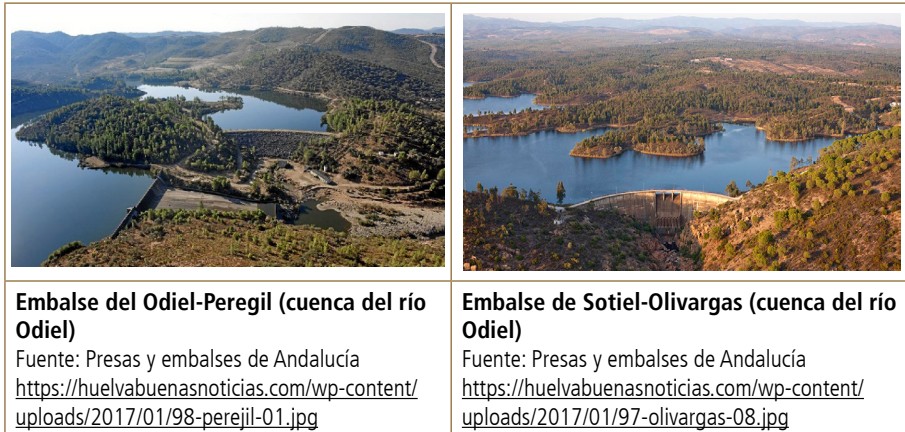 Embalse del Odiel-Peregil (cuenca del río
Odiel)
Fuente: Presas y embalses de Andalucía
https://huelvabuenasnoticias.com/wp-content/
uploads/2017/01/98-perejil-01.jpg
Embalse de Sotiel-Olivargas (cuenca del río
Odiel)
Fuente: Presas y embalses de Andalucía
https://huelvabuenasnoticias.com/wp-content/
uploads/2017/01/97-olivargas-08.jpg